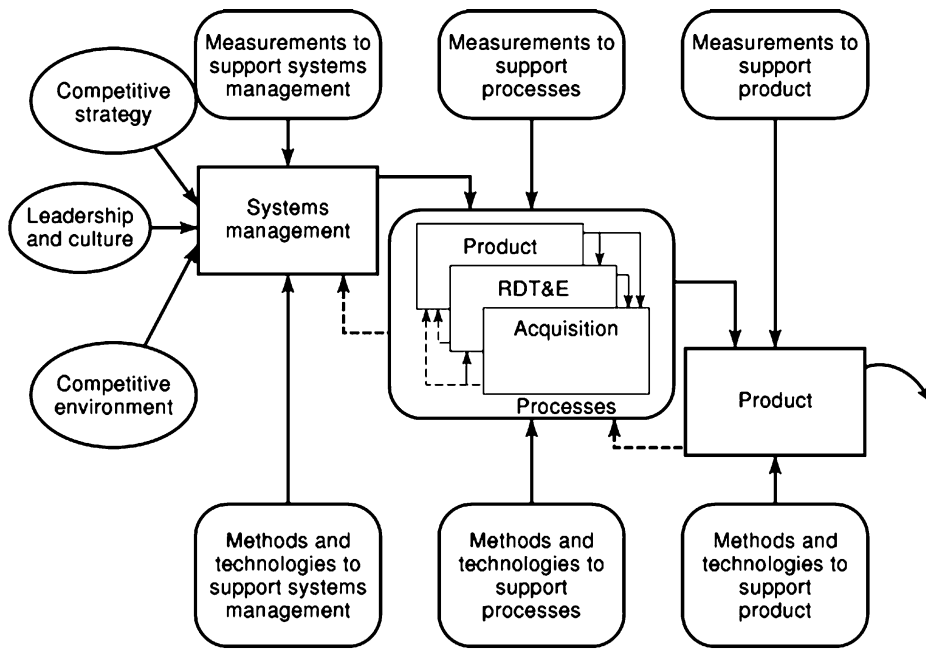 Measurements to
support systems
management
Measurements to
support
processes
Measurements to
support
product
Competitive
strategy
Leadership
and culture
Competitive
environment
Systems
management
Product
RDT&E
Acquisition
Processes
Product
Methods and
technologies to
support systems
management
Methods and
technologies to
support
processes
Methods and
technologies to
support
product